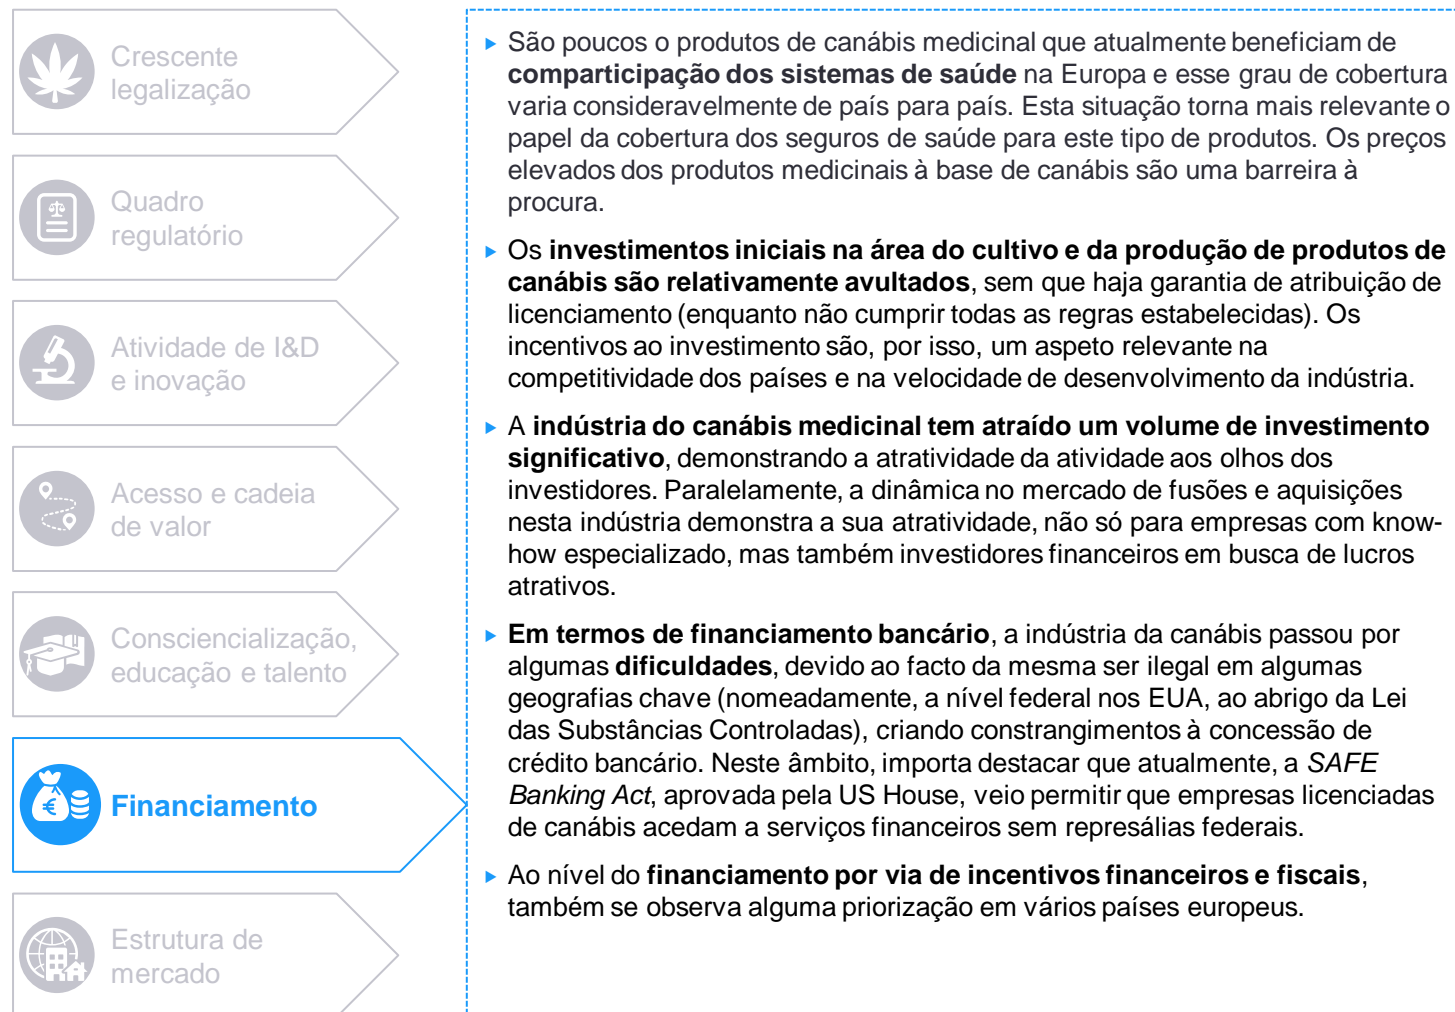 Crescente
legalização
Quadro
regulatório
Atividade de I&D
e inovação
Acesso e cadeia
de valor
Consciencialização,
educação e talento
Financiamento
Estrutura de
mercado
São poucos o produtos de canábis medicinal que atualmente beneficiam de
comparticipação dos sistemas de saúde na Europa e esse grau de cobertura
varia consideravelmente de país para país. Esta situação torna mais relevante o
papel da cobertura dos seguros de saúde para este tipo de produtos. Os preços
elevados dos produtos medicinais à base de canábis são uma barreira à
procura.
Os investimentos iniciais na área do cultivo e da produção de produtos de
canábis são relativamente avultados, sem que haja garantia de atribuição de
licenciamento (enquanto não cumprir todas as regras estabelecidas). Os
incentivos ao investimento são, por isso, um aspeto relevante na
competitividade dos países e na velocidade de desenvolvimento da indústria.
A indústria do canábis medicinal tem atraído um volume de investimento
significativo, demonstrando a atratividade da atividade aos olhos dos
investidores. Paralelamente, a dinâmica no mercado de fusões e aquisições
nesta indústria demonstra a sua atratividade, não só para empresas com know-
how especializado, mas também investidores financeiros em busca de lucros
atrativos.
Em termos de financiamento bancário, a indústria da canábis passou por
algumas dificuldades, devido ao facto da mesma ser ilegal em algumas
geografias chave (nomeadamente, a nível federal nos EUA, ao abrigo da Lei
das Substâncias Controladas), criando constrangimentos à concessão de
crédito bancário. Neste âmbito, importa destacar que atualmente, a SAFE
Banking Act, aprovada pela US House, veio permitir que empresas licenciadas
de canábis acedam a serviços financeiros sem represálias federais.
Ao nível do financiamento por via de incentivos financeiros e fiscais,
também se observa alguma priorização em vários países europeus.